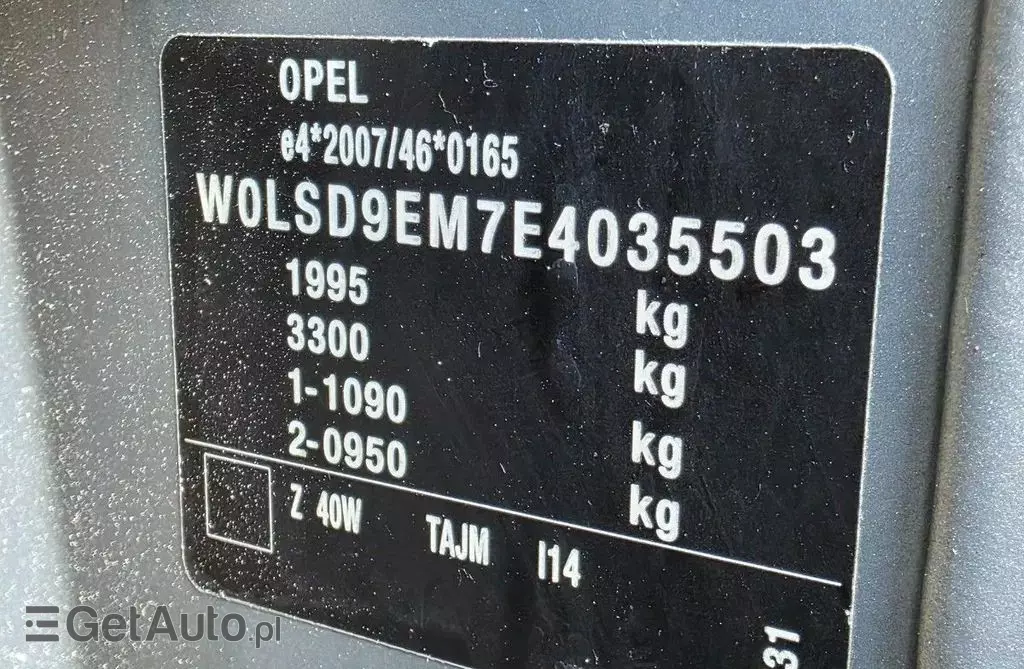 OPEL
e4*2007/46*0165
W0LSD9EM7E4035503
1995 kg
3300 kg
1-1090 kg
2-0950 kg
Z 40W TAJM I14
31
GetAuto.pl